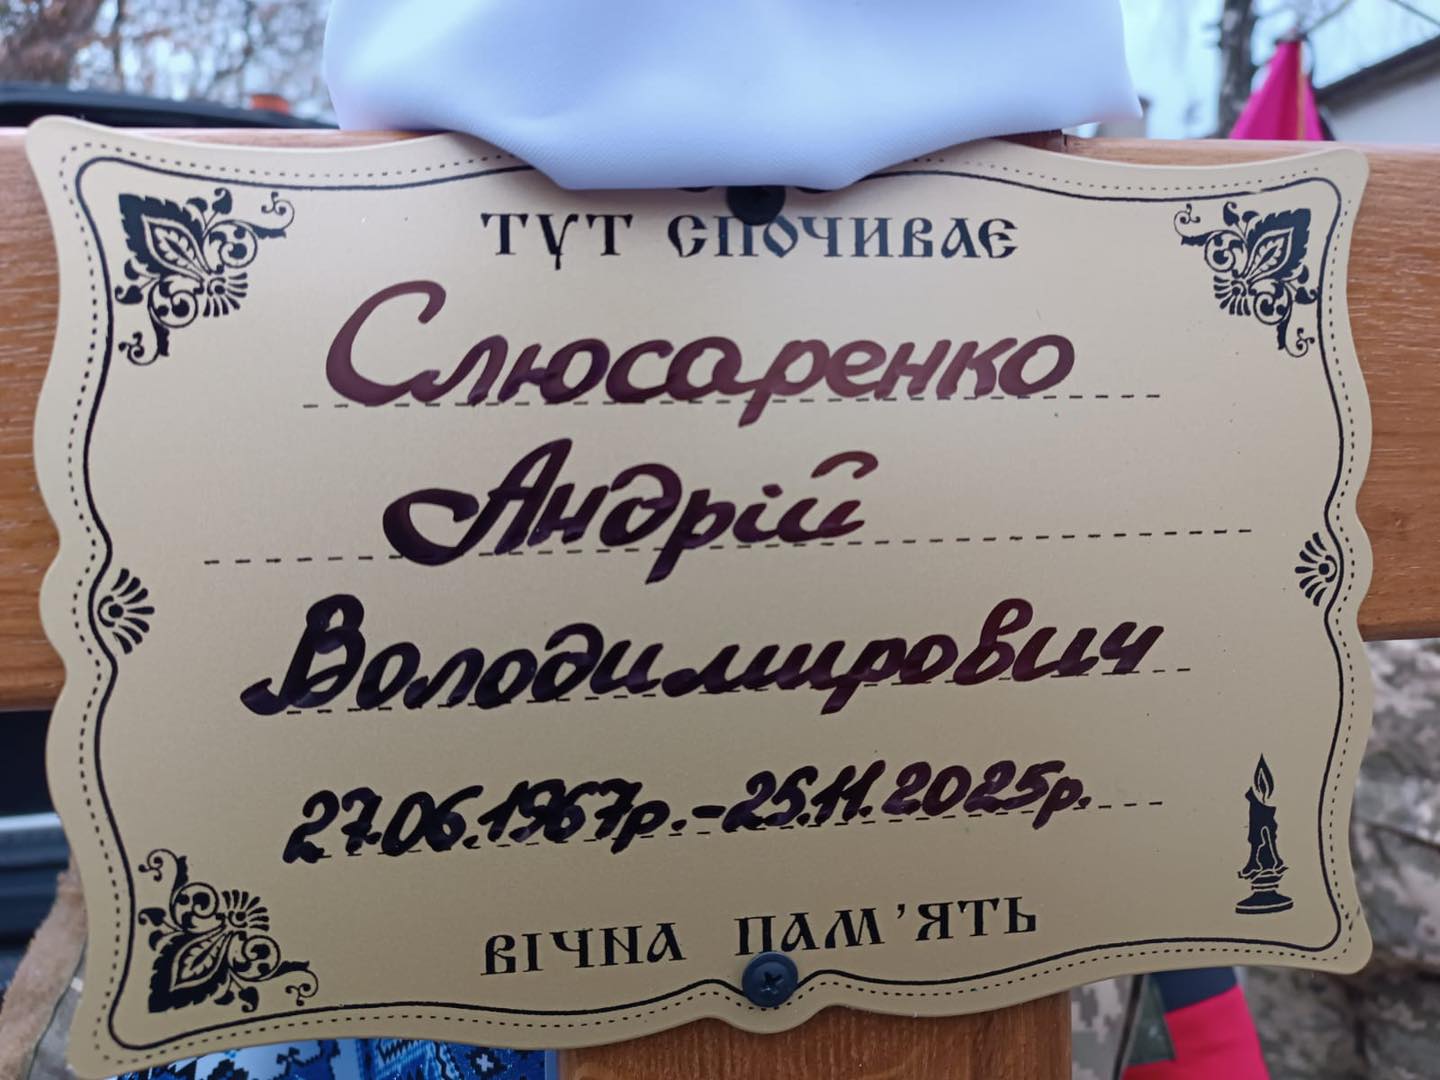 ТУТ СПОЧИВАЄ
Слюсаренко
Андрій
Володимирович
27.06.1967р.-25.11.2025р.
ВІЧНА ПАМ'ЯТЬ